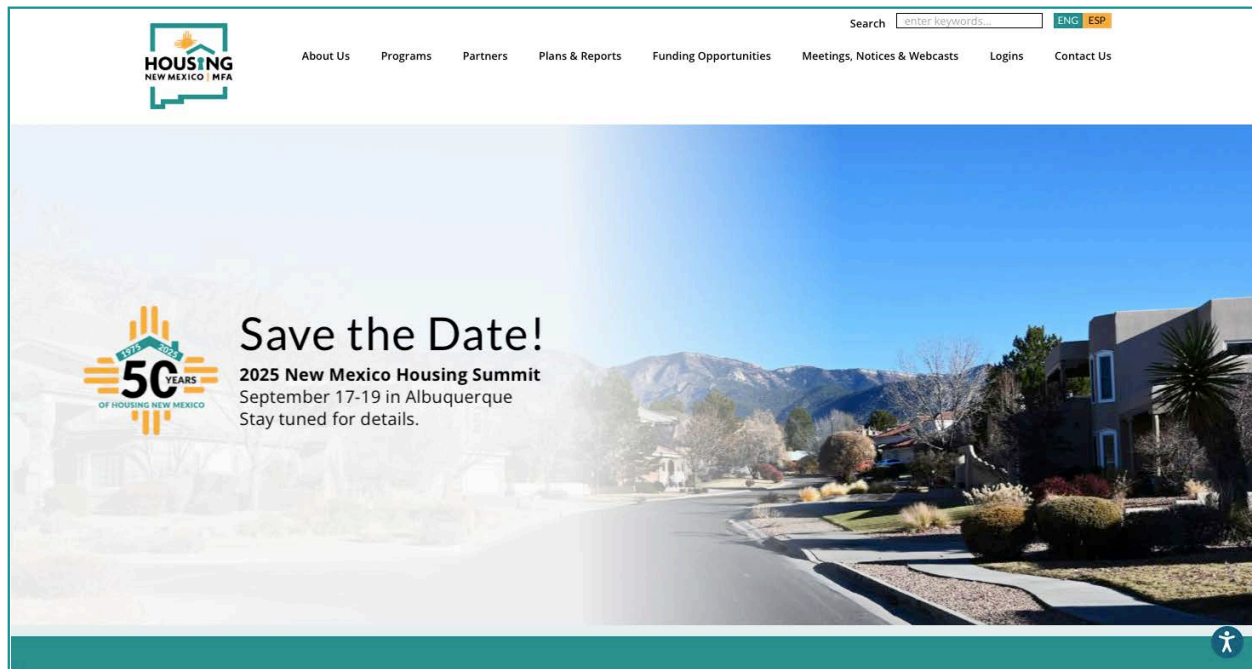 Search enter keywords... ENG ESP
HOUSING
NEW MEXICO | MFA
About Us Programs Partners Plans & Reports Funding Opportunities Meetings, Notices & Webcasts Logins Contact Us
Save the Date!
2025 New Mexico Housing Summit
September 17-19 in Albuquerque
Stay tuned for details.
1975 2025
50 YEARS
OF HOUSING NEW MEXICO